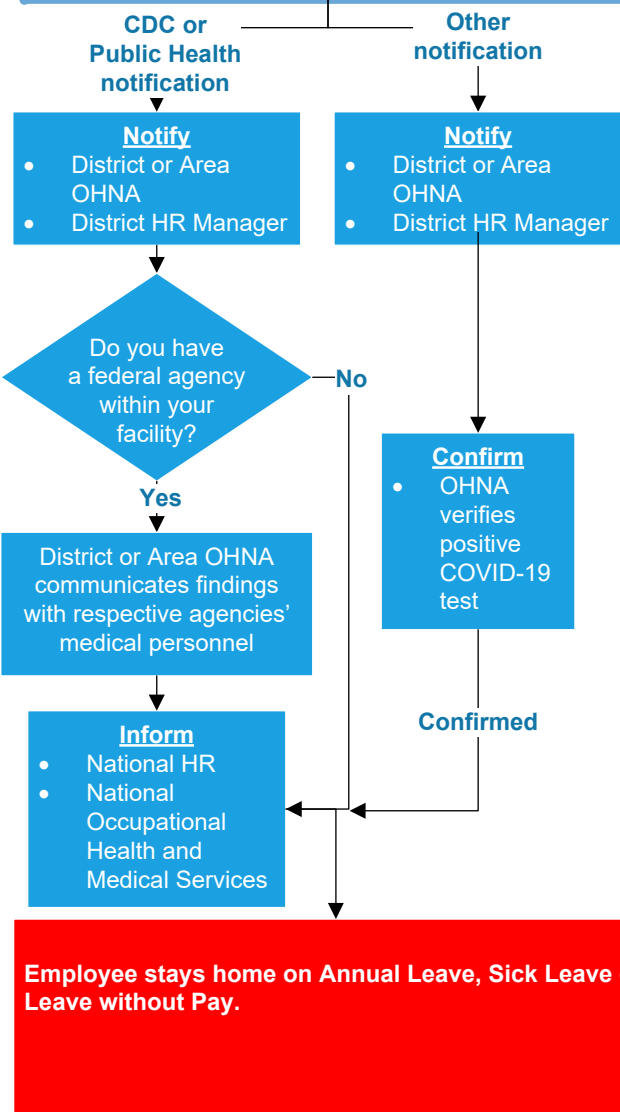 CDC or
Public Health
notification
Other
notification
Notify
• District or Area
OHNA
• District HR Manager
Notify
• District or Area
OHNA
• District HR Manager
Do you have
a federal agency
within your
facility?
No
Yes
Confirm
• OHNA
verifies
positive
COVID-19
test
District or Area OHNA
communicates findings
with respective agencies’
medical personnel
Confirmed
Inform
• National HR
• National
Occupational
Health and
Medical Services
Employee stays home on Annual Leave, Sick Leave
Leave without Pay.